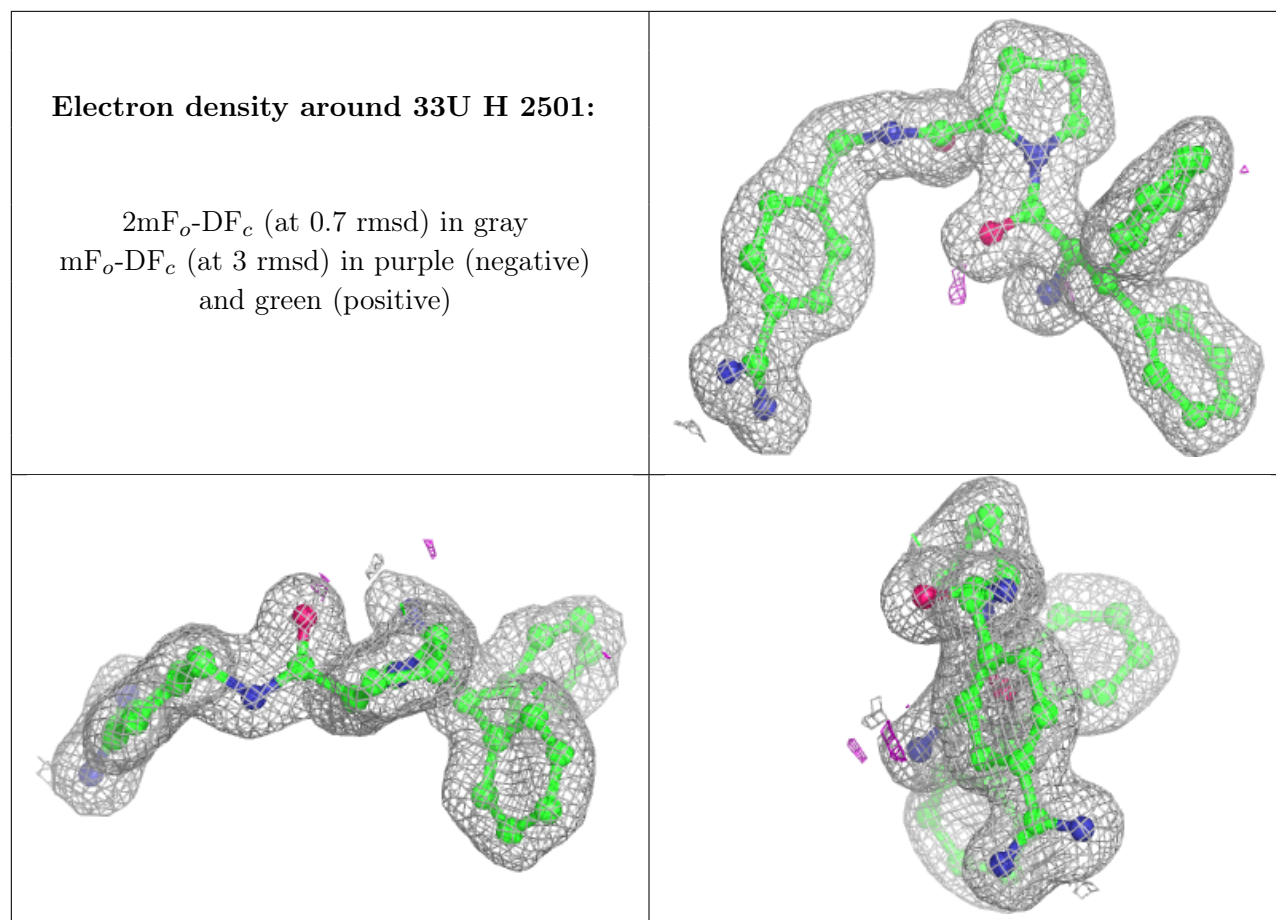 Electron density around 33U H 2501:
2mFo-DFc (at 0.7 rmsd) in gray
mFo-DFc (at 3 rmsd) in purple (negative)
and green (positive)